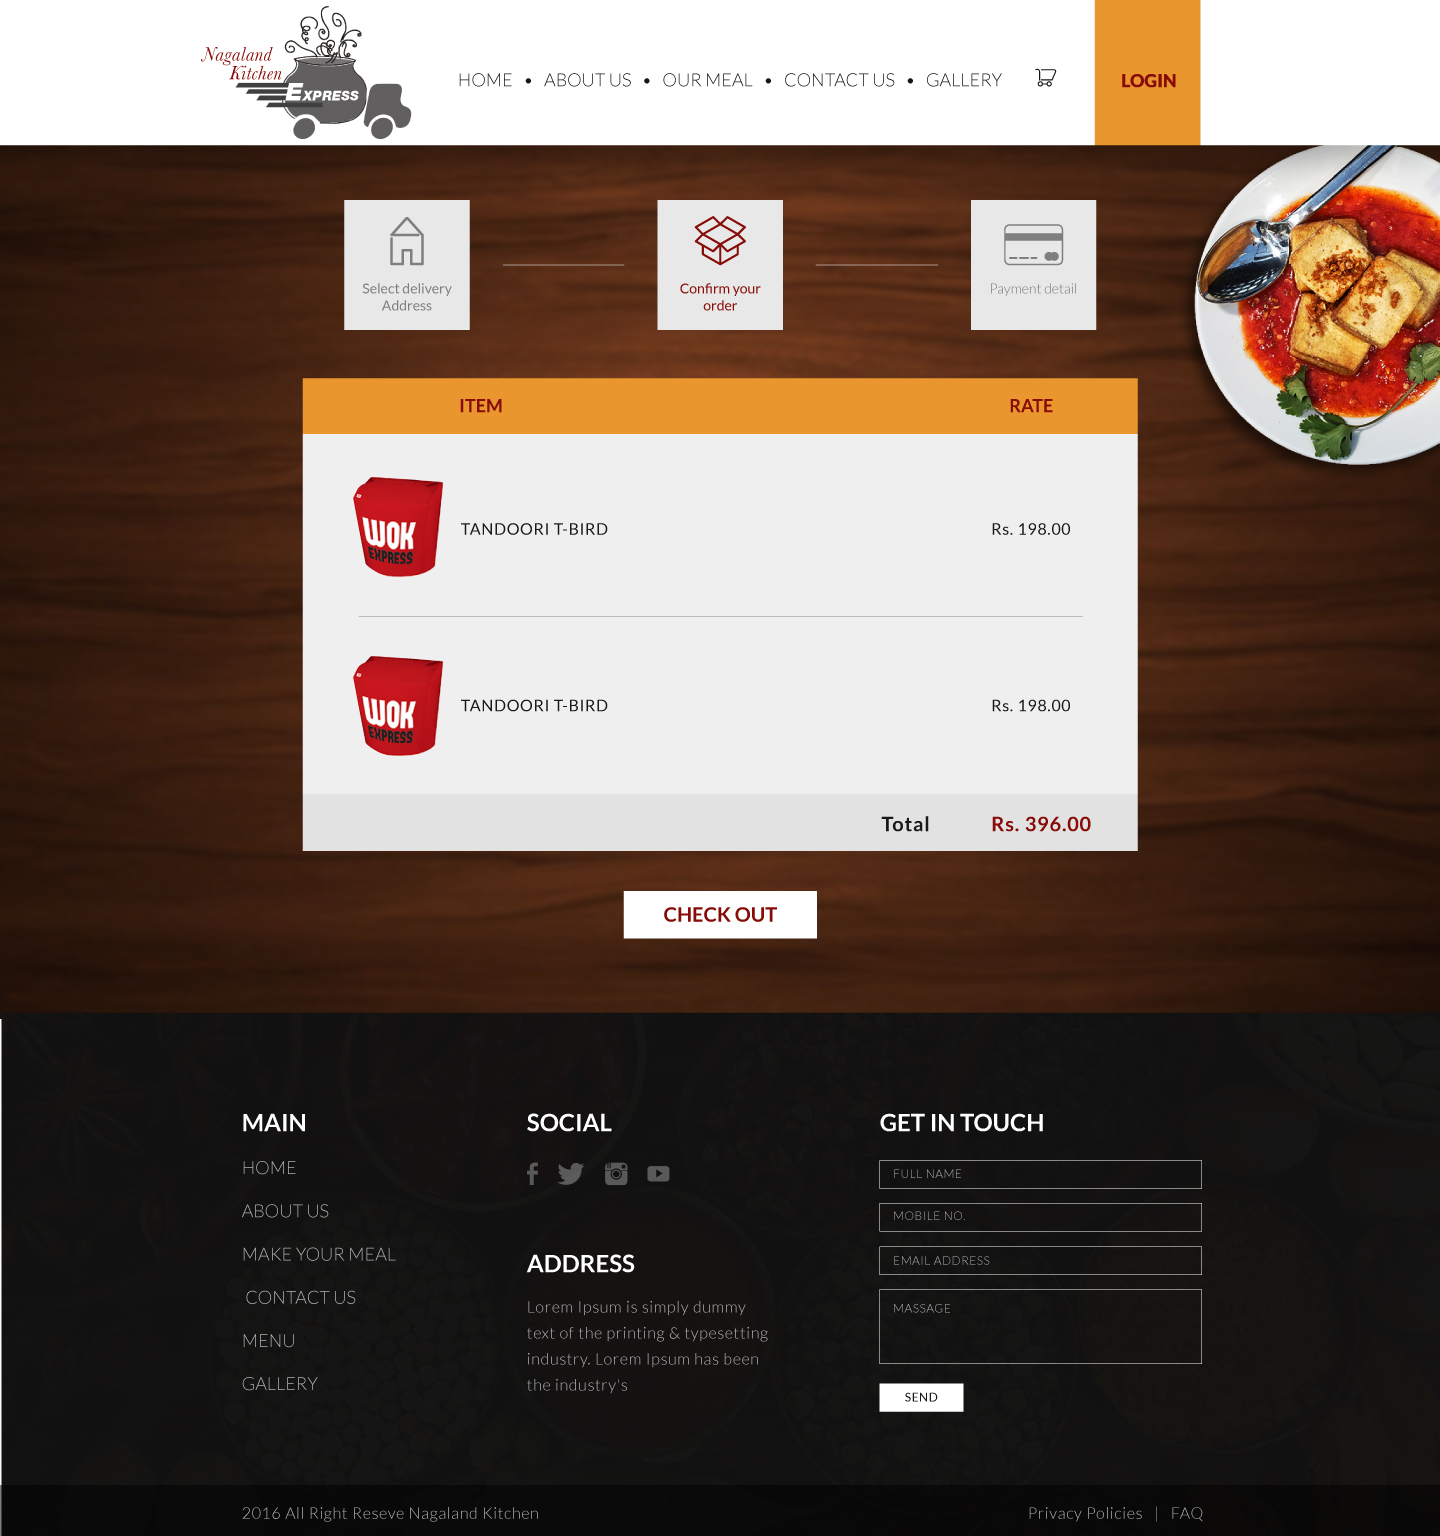 Nagaland
Kitchen
EXPRESS
HOME • ABOUT US • OUR MEAL • CONTACT US • GALLERY
LOGIN
Select delivery
Address
Confirm your
order
Payment detail
ITEM RATE
WOK
EXPRESS
TANDOORI T-BIRD Rs. 198.00
WOK
EXPRESS
TANDOORI T-BIRD Rs. 198.00
Total Rs. 396.00
CHECK OUT
MAIN
HOME
ABOUT US
MAKE YOUR MEAL
CONTACT US
MENU
GALLERY
SOCIAL
ADDRESS
Lorem Ipsum is simply dummy
text of the printing & typesetting
industry. Lorem Ipsum has been
the industry's
GET IN TOUCH
FULL NAME
MOBILE NO.
EMAIL ADDRESS
MASSAGE
SEND
2016 All Right Reseve Nagaland Kitchen
Privacy Policies | FAQ